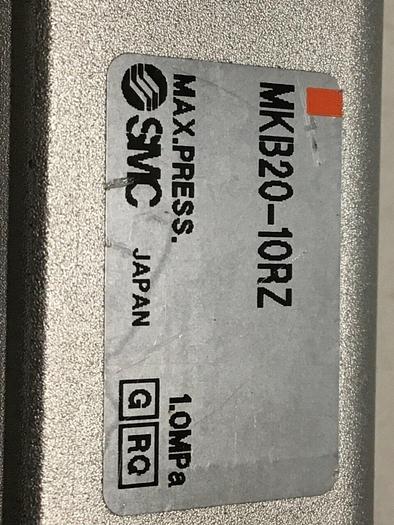 MKB20-10RZ
MAX.PRESS. 1.0MPa
SMC JAPAN G RQ